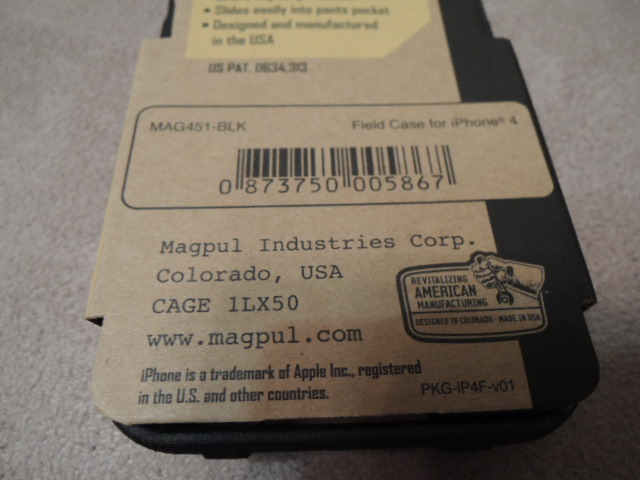 • Slides easily into pants pocket
• Designed and manufactured
in the USA
US PAT. D634,313
MAG451-BLK Field Case for iPhone® 4
0 873750 005867
Magpul Industries Corp.
Colorado, USA
CAGE 1LX50
www.magpul.com
REVITALIZING
AMERICAN
MANUFACTURING
DESIGNED IN COLORADO · MADE IN USA
iPhone is a trademark of Apple Inc., registered
in the U.S. and other countries.
PKG-iP4F-v01